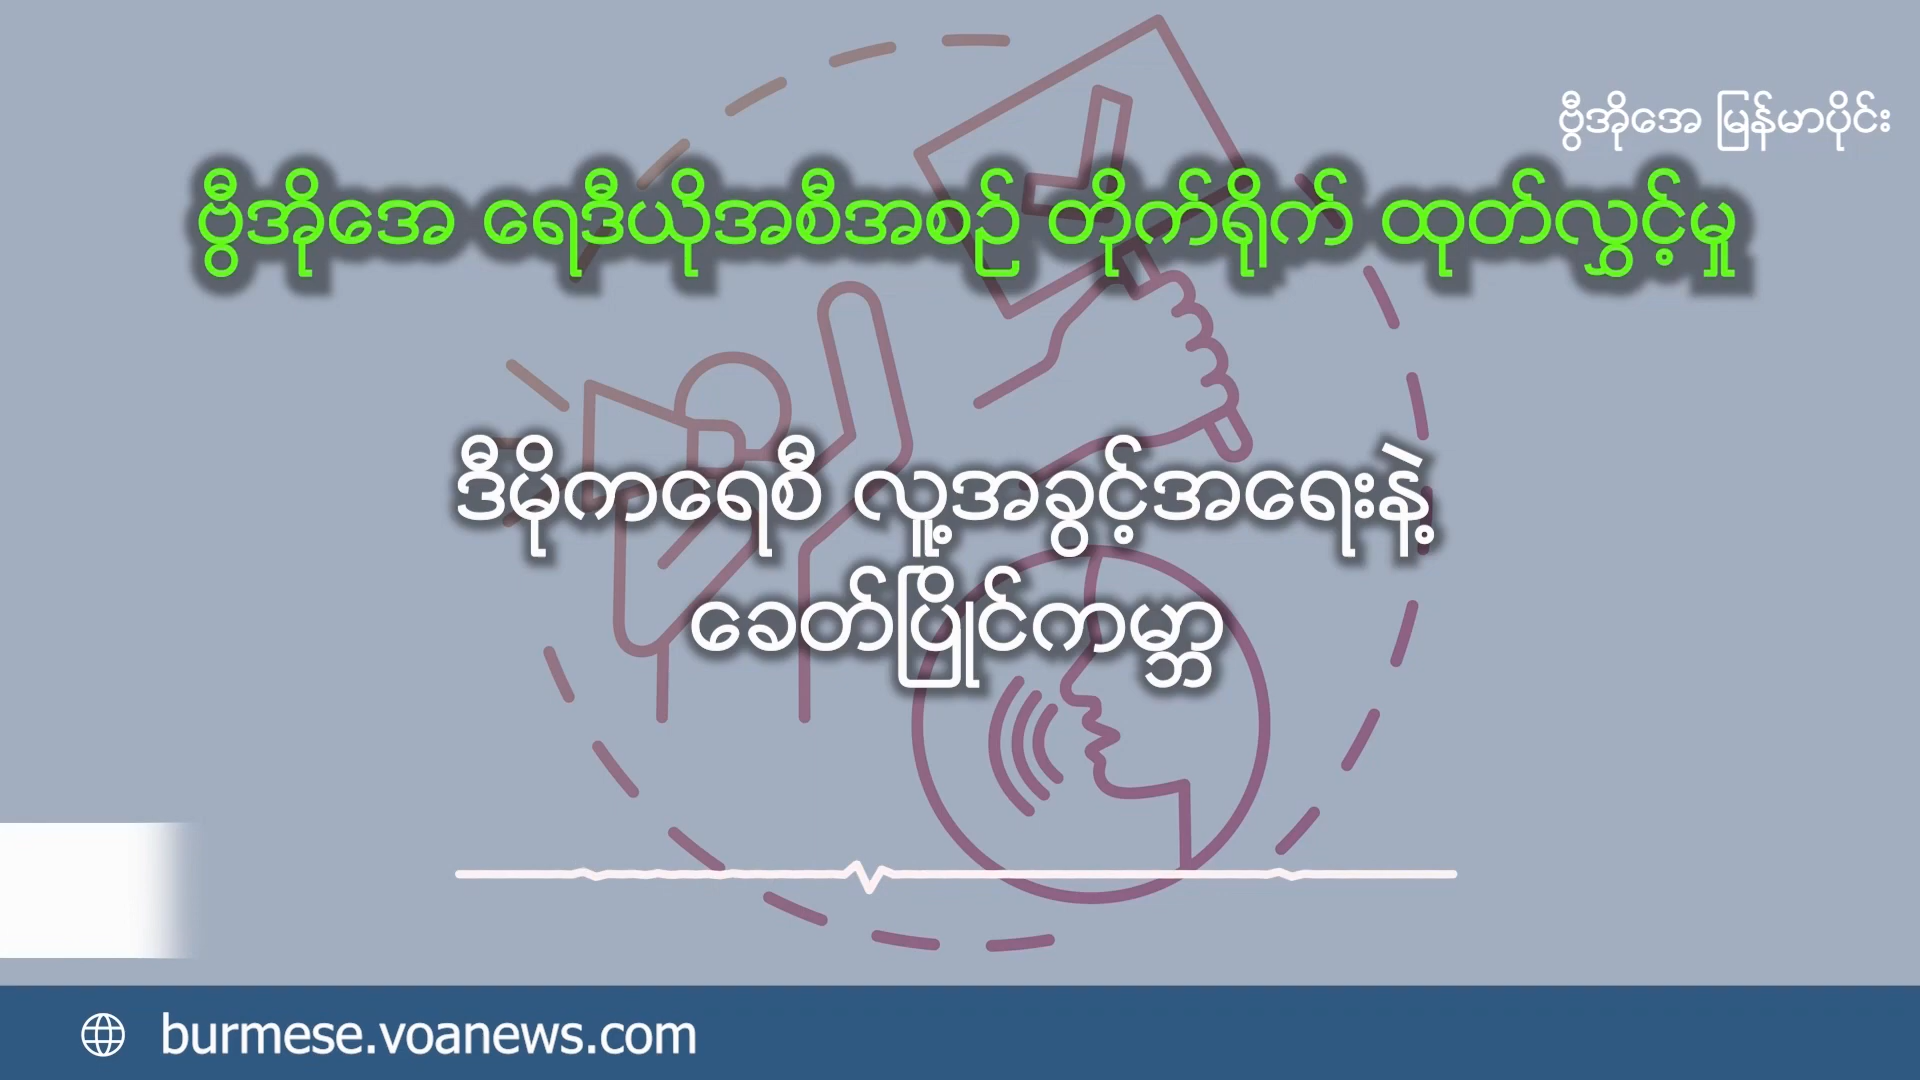 ဗွီအိုအေ မြန်မာပိုင်း
ဗွီအိုအေ ရေဒီယိုအစီအစဉ် တိုက်ရိုက် ထုတ်လွှင့်မှု
ဒီမိုကရေစီ လူ့အခွင့်အရေးနဲ့
ခေတ်ပြိုင်ကမ္ဘာ
burmese.voanews.com